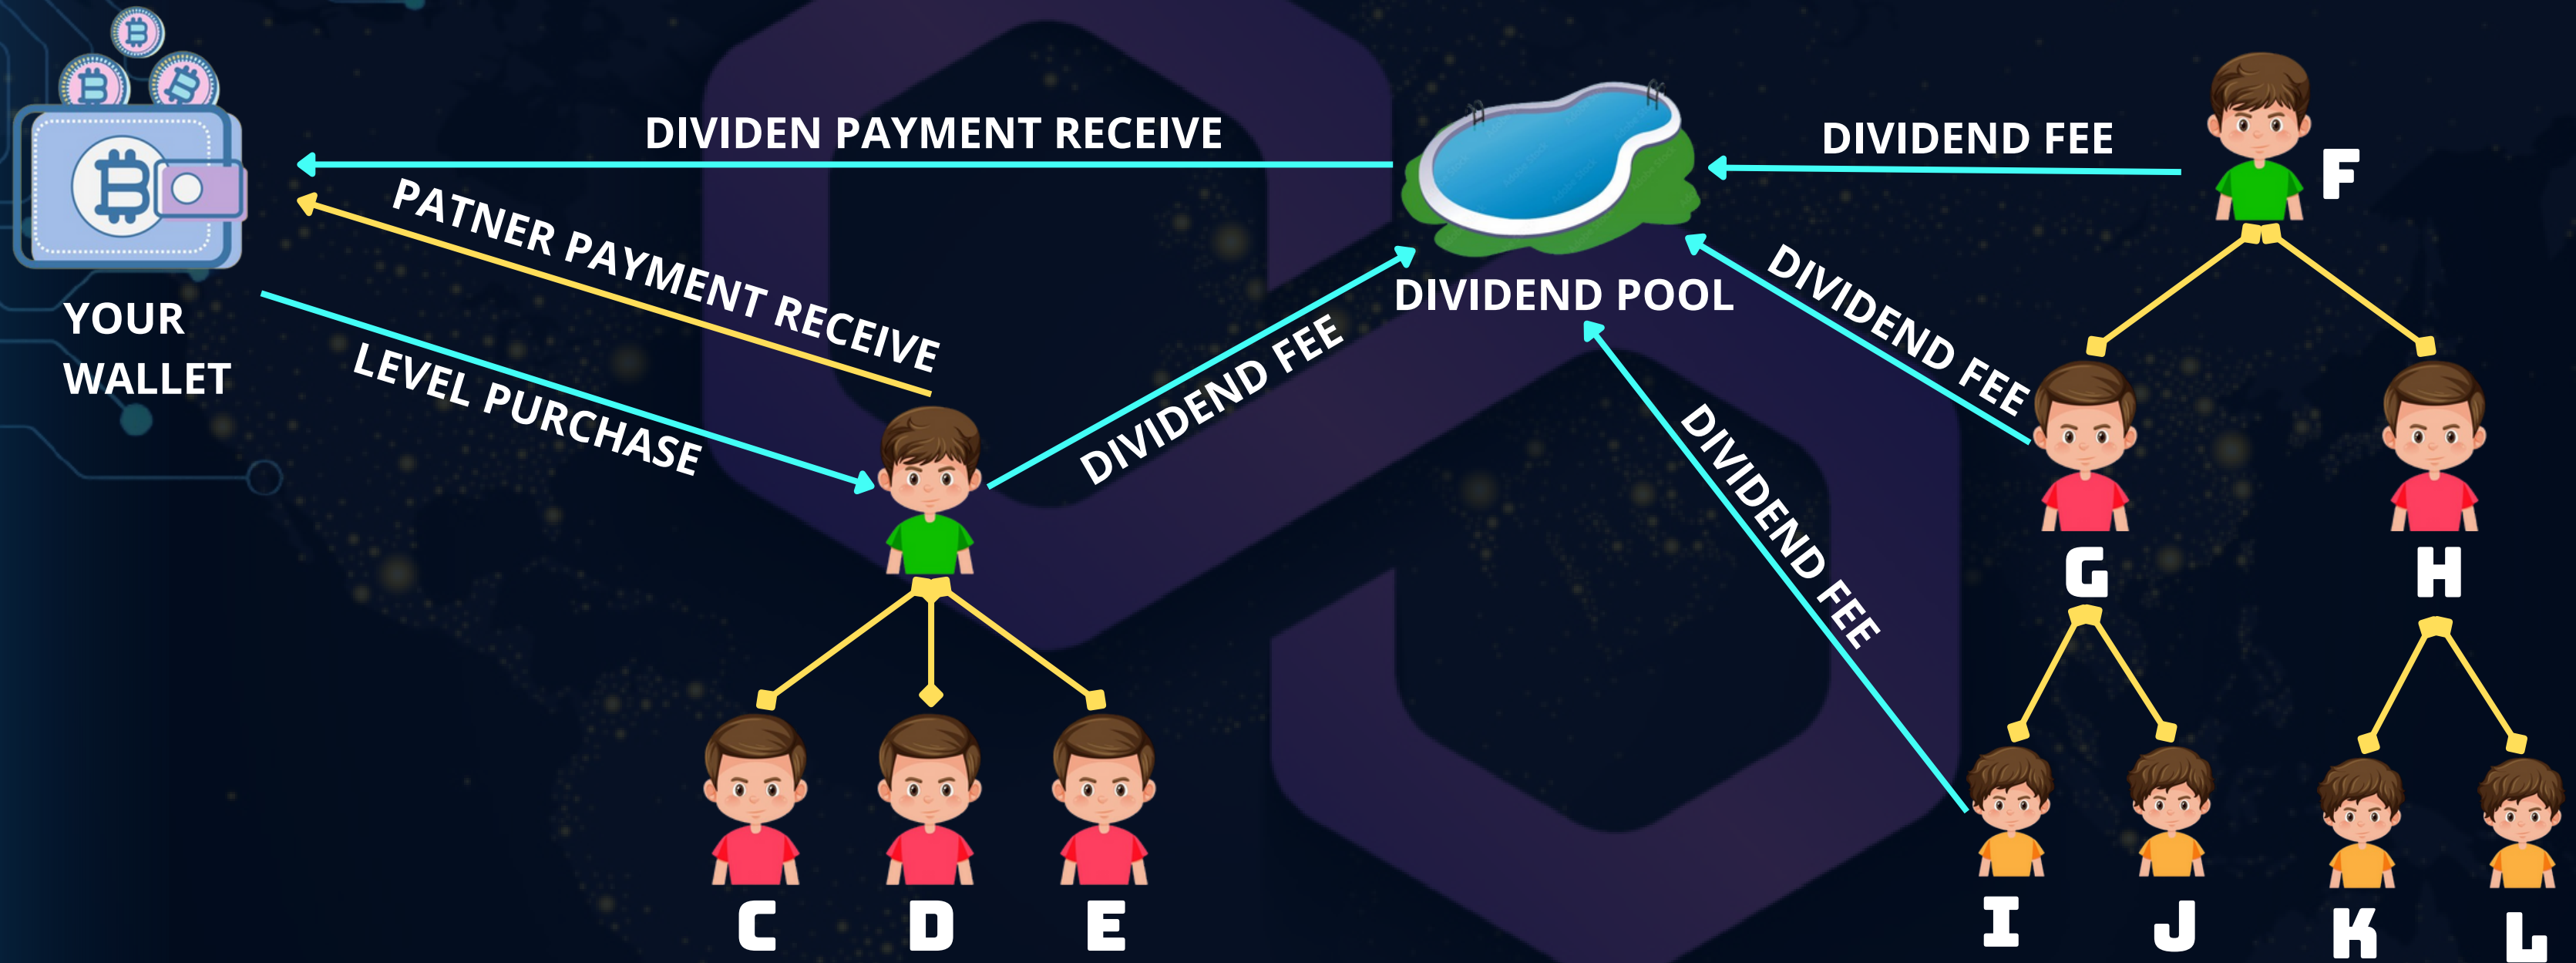 DIVIDEN PAYMENT RECEIVE
DIVIDEND FEE
F
PATNER PAYMENT RECEIVE
YOUR
WALLET
LEVEL PURCHASE
DIVIDEND POOL
DIVIDEND FEE
DIVIDEND FEE
DIVIDEND FEE
G
H
C
D
E
I
J
K
L